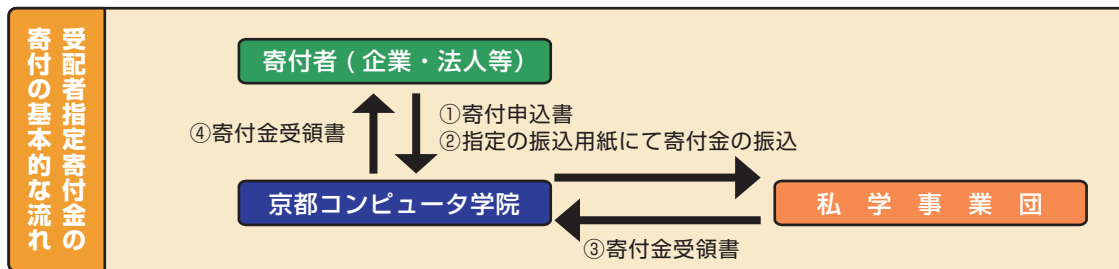 受配者指定寄付金の
寄付の基本的な流れ
寄付者(企業・法人等)
①寄付申込書
②指定の振込用紙にて寄付金の振込
④寄付金受領書
京都コンピュータ学院
私学事業団
③寄付金受領書